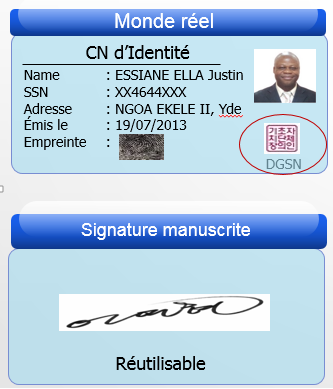 Monde réel
CN d’Identité
Name : ESSIANE ELLA Justin
SSN : XX4644XXX
Adresse : NGOA EKELE II, Yde
Émis le : 19/07/2013
Empreinte :
DGSN
Signature manuscrite
Réutilisable